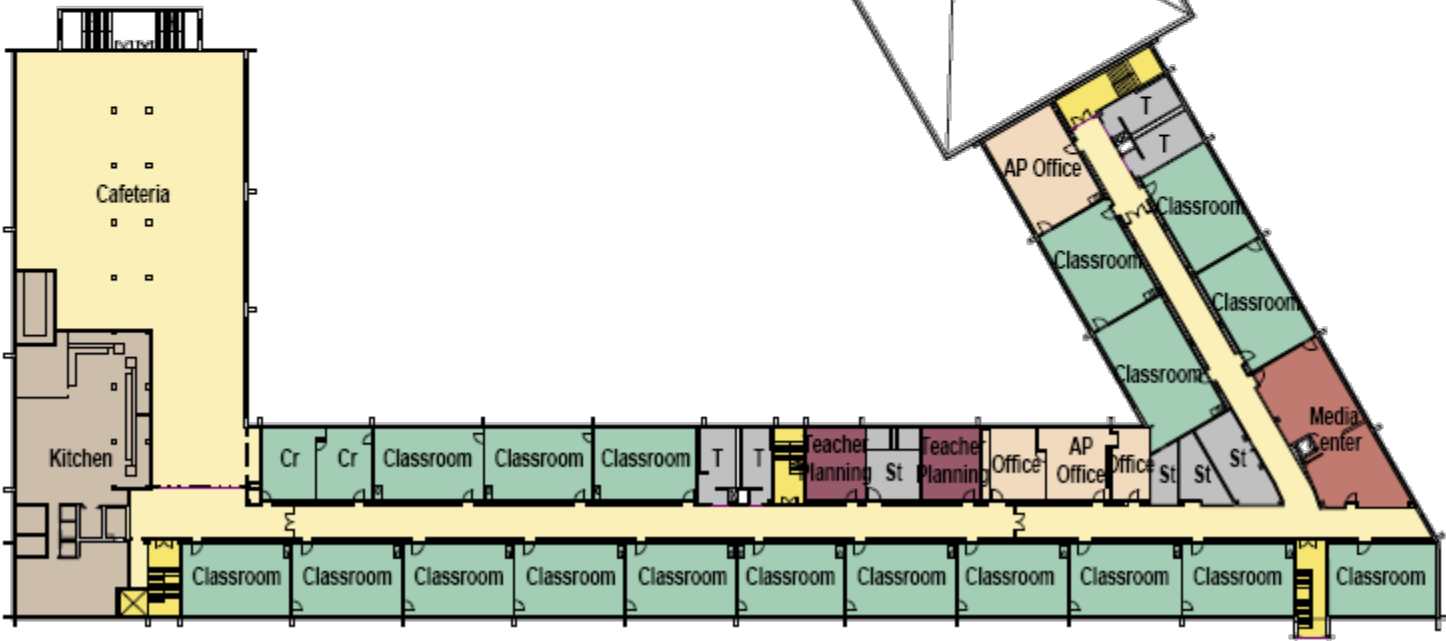 T
T
AP Office
Cafeteria
Classroom
Classroom
Classroom
Classroom
Media
Center
Kitchen
Cr
Cr
Classroom
Classroom
Classroom
T
T
Teacher
Planning
St
Teacher
Planning
Office
AP
Office
Office
St
St
St
Classroom
Classroom
Classroom
Classroom
Classroom
Classroom
Classroom
Classroom
Classroom
Classroom
Classroom